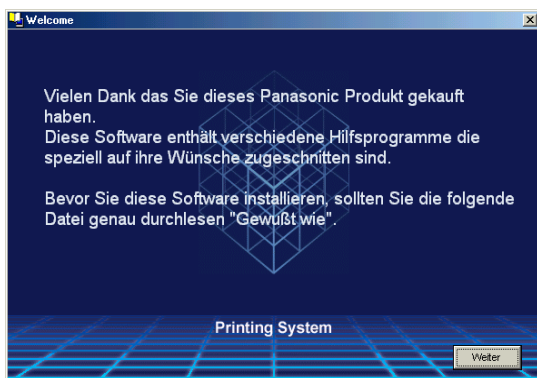 Welcome
Vielen Dank das Sie dieses Panasonic Produkt gekauft
haben.
Diese Software enthält verschiedene Hilfsprogramme die
speziell auf ihre Wünsche zugeschnitten sind.
Bevor Sie diese Software installieren, sollten Sie die folgende
Datei genau durchlesen "Gewußt wie".
Printing System
Weiter